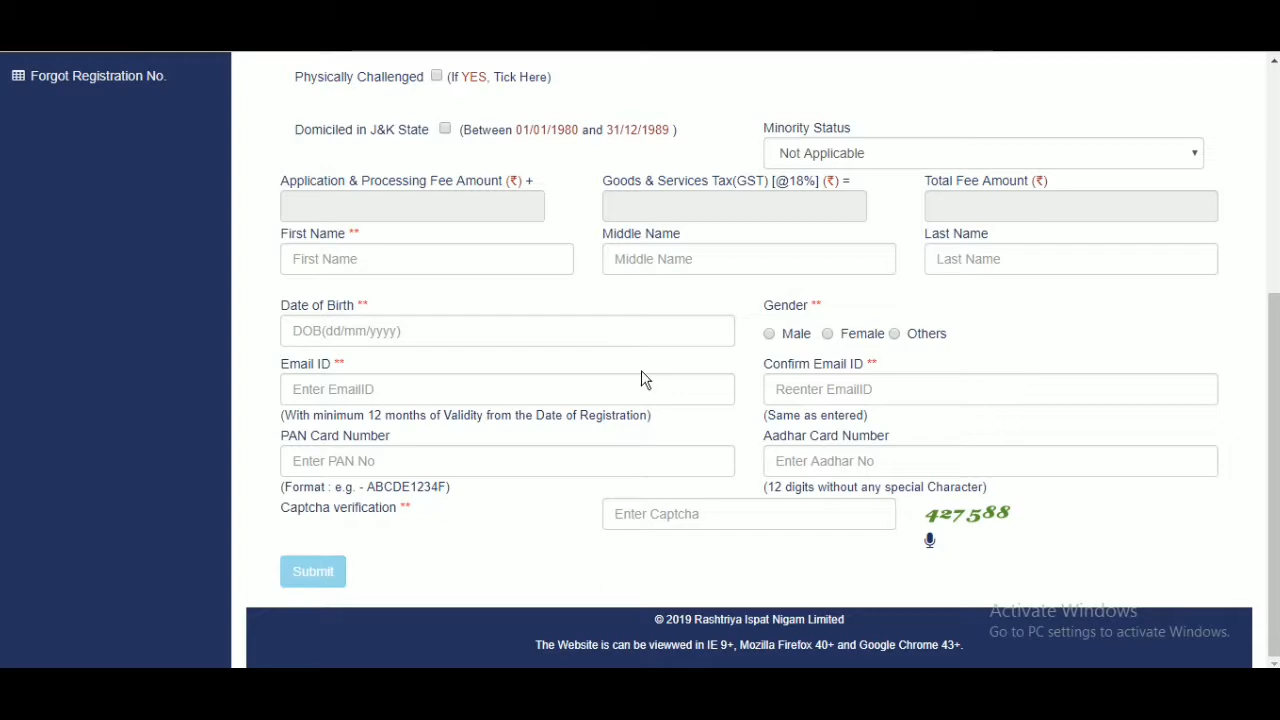 Forgot Registration No.
Physically Challenged (If YES, Tick Here)
Domiciled in J&K State (Between 01/01/1980 and 31/12/1989 )
Minority Status
Not Applicable
Application & Processing Fee Amount (₹) + Goods & Services Tax(GST) [@18%] (₹) = Total Fee Amount (₹)
First Name ** Middle Name Last Name
First Name Middle Name Last Name
Date of Birth ** Gender **
DOB(dd/mm/yyyy) Male Female Others
Email ID ** Confirm Email ID **
Enter EmailID Reenter EmailID
(With minimum 12 months of Validity from the Date of Registration) (Same as entered)
PAN Card Number Aadhar Card Number
Enter PAN No Enter Aadhar No
(Format : e.g. - ABCDE1234F) (12 digits without any special Character)
Captcha verification ** Enter Captcha 427588
Submit
© 2019 Rashtriya Ispat Nigam Limited
The Website is can be viewwed in IE 9+, Mozilla Firefox 40+ and Google Chrome 43+.
Activate Windows
Go to PC settings to activate Windows.